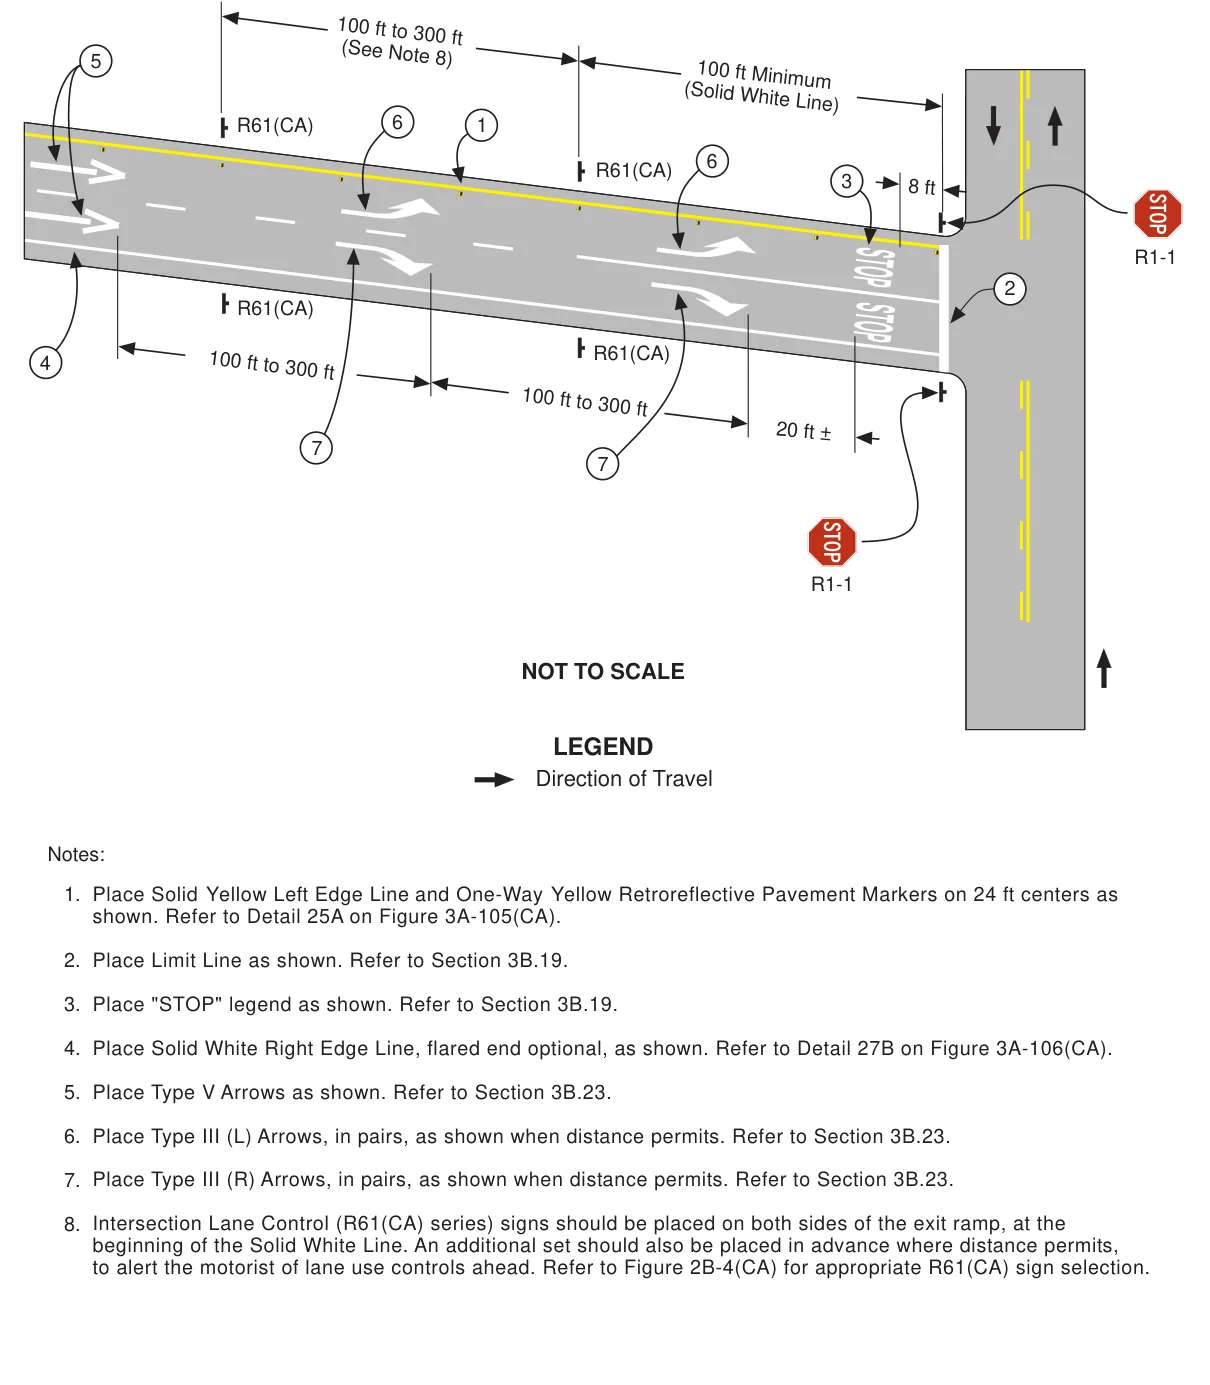 100 ft to 300 ft
(See Note 8)
100 ft Minimum
(Solid White Line)
5
R61(CA)
6
1
R61(CA)
6
3
8 ft
STOP
R1-1
STOP
STOP
2
R61(CA)
R61(CA)
4
100 ft to 300 ft
100 ft to 300 ft
20 ft ±
7
7
STOP
R1-1
NOT TO SCALE
LEGEND
Direction of Travel
Notes:
1. Place Solid Yellow Left Edge Line and One-Way Yellow Retroreflective Pavement Markers on 24 ft centers as
shown. Refer to Detail 25A on Figure 3A-105(CA).
2. Place Limit Line as shown. Refer to Section 3B.19.
3. Place "STOP" legend as shown. Refer to Section 3B.19.
4. Place Solid White Right Edge Line, flared end optional, as shown. Refer to Detail 27B on Figure 3A-106(CA).
5. Place Type V Arrows as shown. Refer to Section 3B.23.
6. Place Type III (L) Arrows, in pairs, as shown when distance permits. Refer to Section 3B.23.
7. Place Type III (R) Arrows, in pairs, as shown when distance permits. Refer to Section 3B.23.
8. Intersection Lane Control (R61(CA) series) signs should be placed on both sides of the exit ramp, at the
beginning of the Solid White Line. An additional set should also be placed in advance where distance permits,
to alert the motorist of lane use controls ahead. Refer to Figure 2B-4(CA) for appropriate R61(CA) sign selection.